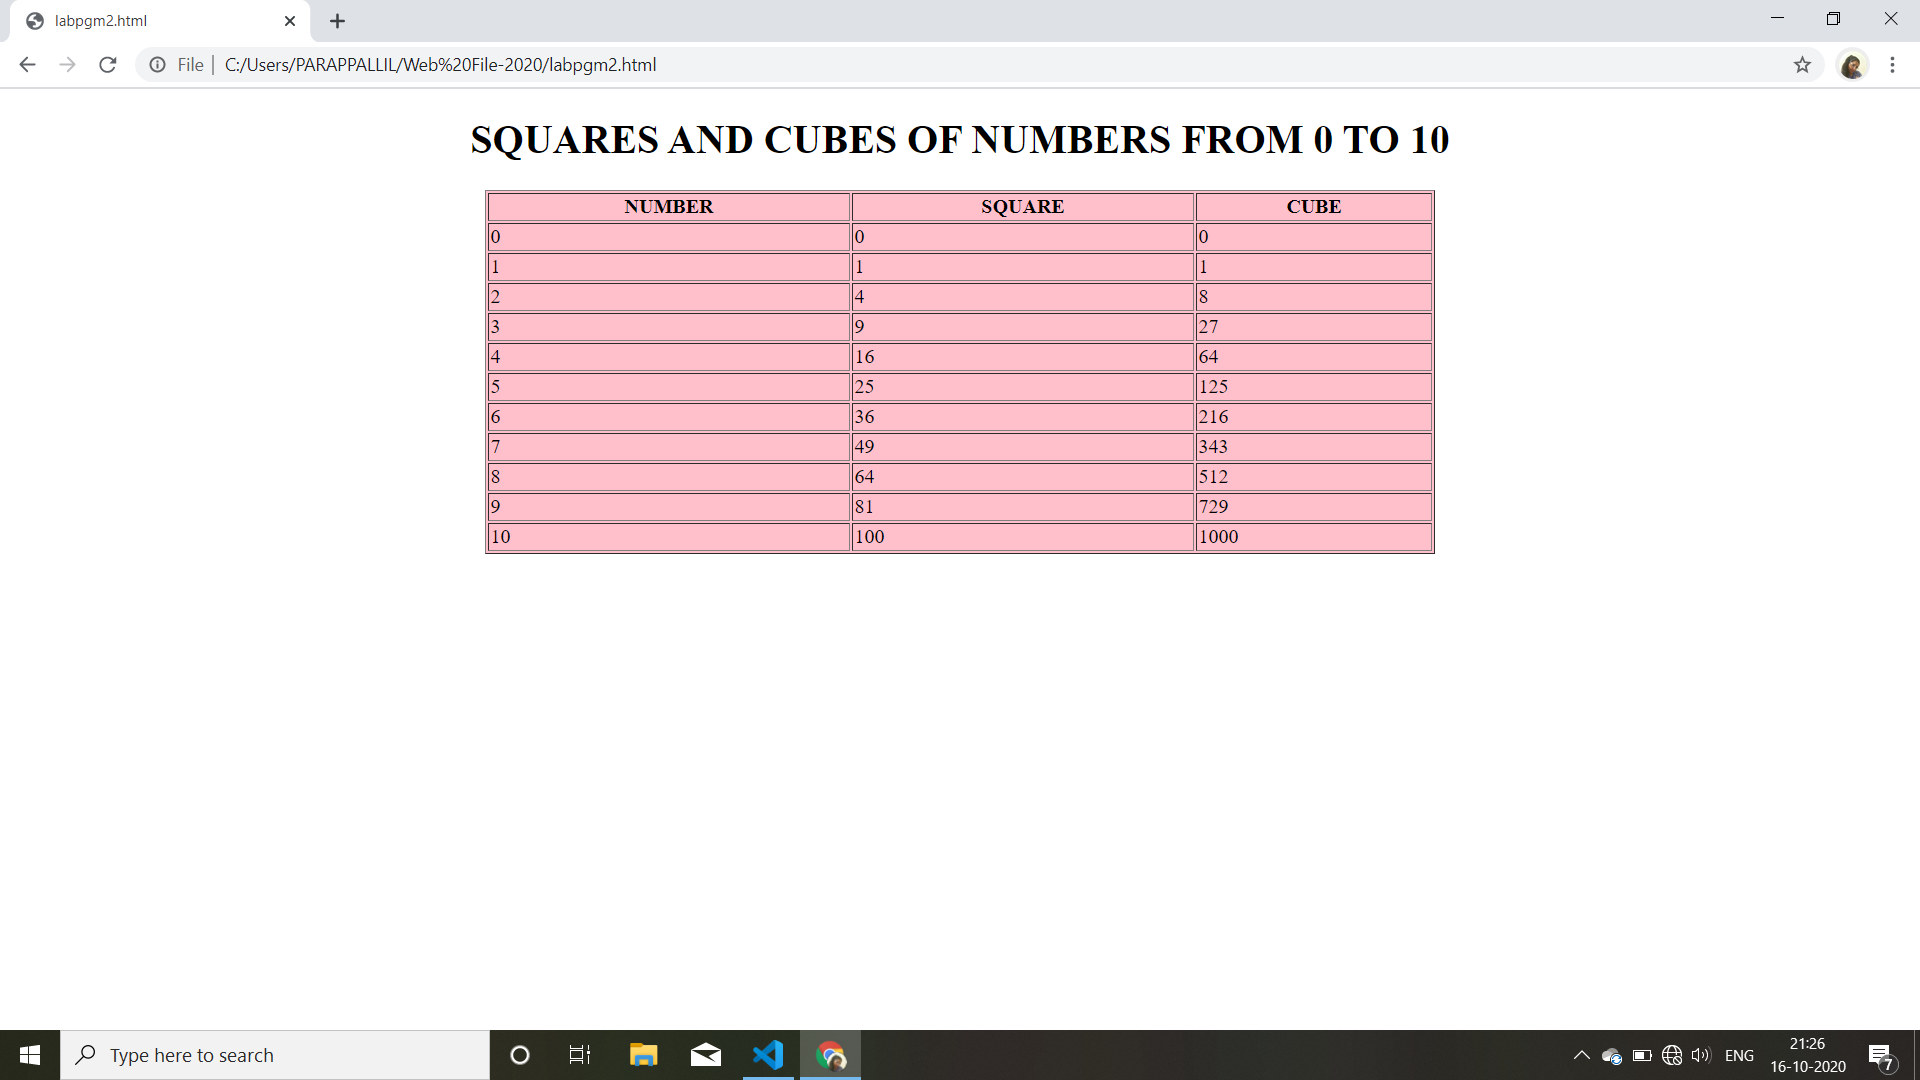 labpgm2.html
File | C:/Users/PARAPPALLIL/Web%20File-2020/labpgm2.html
SQUARES AND CUBES OF NUMBERS FROM 0 TO 10
NUMBER SQUARE CUBE
0 0 0
1 1 1
2 4 8
3 9 27
4 16 64
5 25 125
6 36 216
7 49 343
8 64 512
9 81 729
10 100 1000
Type here to search
ENG
21:26
16-10-2020
7